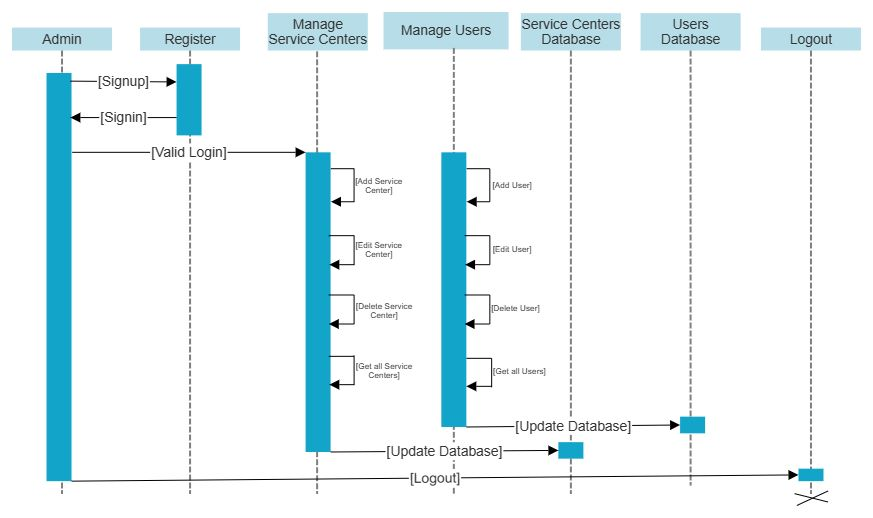 Admin
Register
Manage
Service Centers
Manage Users
Service Centers
Database
Users
Database
Logout
[Signup]
[Signin]
[Valid Login]
[Add Service
Center]
[Add User]
[Edit Service
Center]
[Edit User]
[Delete Service
Center]
[Delete User]
[Get all Service
Centers]
[Get all Users]
[Update Database]
[Update Database]
[Logout]